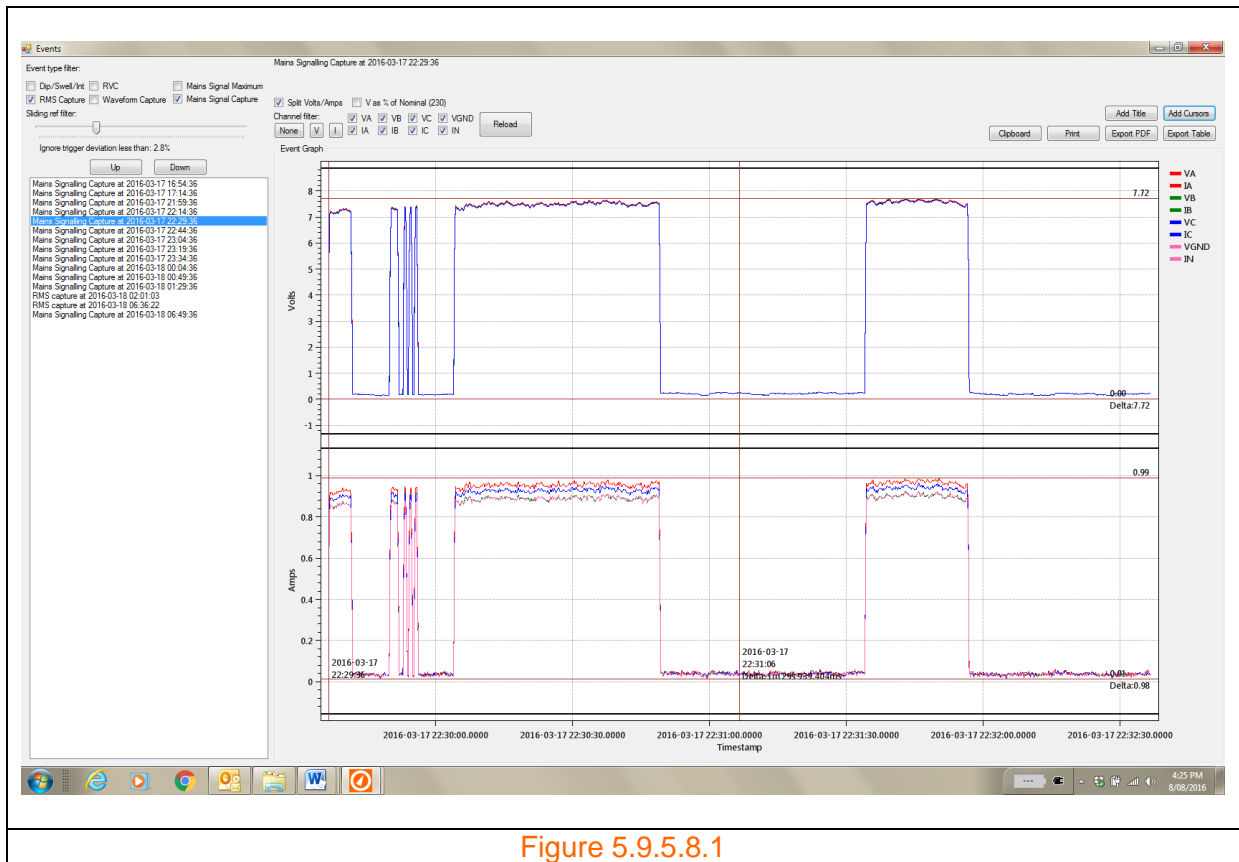 Events
Event type filter:
Dip/Swell/Int RVC Mains Signal Maximum
RMS Capture Waveform Capture Mains Signal Capture
Sliding ref filter:
Ignore trigger deviation less than: 2.8%
Up Down
Mains Signalling Capture at 2016-03-17 16:54:36
Mains Signalling Capture at 2016-03-17 17:14:36
Mains Signalling Capture at 2016-03-17 21:59:36
Mains Signalling Capture at 2016-03-17 22:14:36
Mains Signalling Capture at 2016-03-17 22:29:36
Mains Signalling Capture at 2016-03-17 22:44:36
Mains Signalling Capture at 2016-03-17 23:04:36
Mains Signalling Capture at 2016-03-17 23:19:36
Mains Signalling Capture at 2016-03-17 23:34:36
Mains Signalling Capture at 2016-03-18 00:04:36
Mains Signalling Capture at 2016-03-18 00:49:36
Mains Signalling Capture at 2016-03-18 01:29:36
RMS capture at 2016-03-18 02:01:03
RMS capture at 2016-03-18 06:36:22
Mains Signalling Capture at 2016-03-18 06:49:36
Mains Signalling Capture at 2016-03-17 22:29:36
Split Volts/Amps V as % of Nominal (230)
Channel filter: VA VB VC VGND
None V I IA IB IC IN
Reload
Add Title Add Cursors
Clipboard Print Export PDF Export Table
Event Graph
VA
IA
VB
IB
VC
IC
VGND
IN
7.72
8
7
6
5
4
3
2
1
0
-1
Volts
0.00
Delta:7.72
0.99
1
0.8
0.6
0.4
0.2
0
Amps
2016-03-17
22:29:36
2016-03-17
22:31:06
Delta:1m 29s 939.404ms
0.01
Delta:0.98
2016-03-17 22:30:00.0000 2016-03-17 22:30:30.0000 2016-03-17 22:31:00.0000 2016-03-17 22:31:30.0000 2016-03-17 22:32:00.0000 2016-03-17 22:32:30.0000
Timestamp
4:25 PM
8/08/2016
Figure 5.9.5.8.1